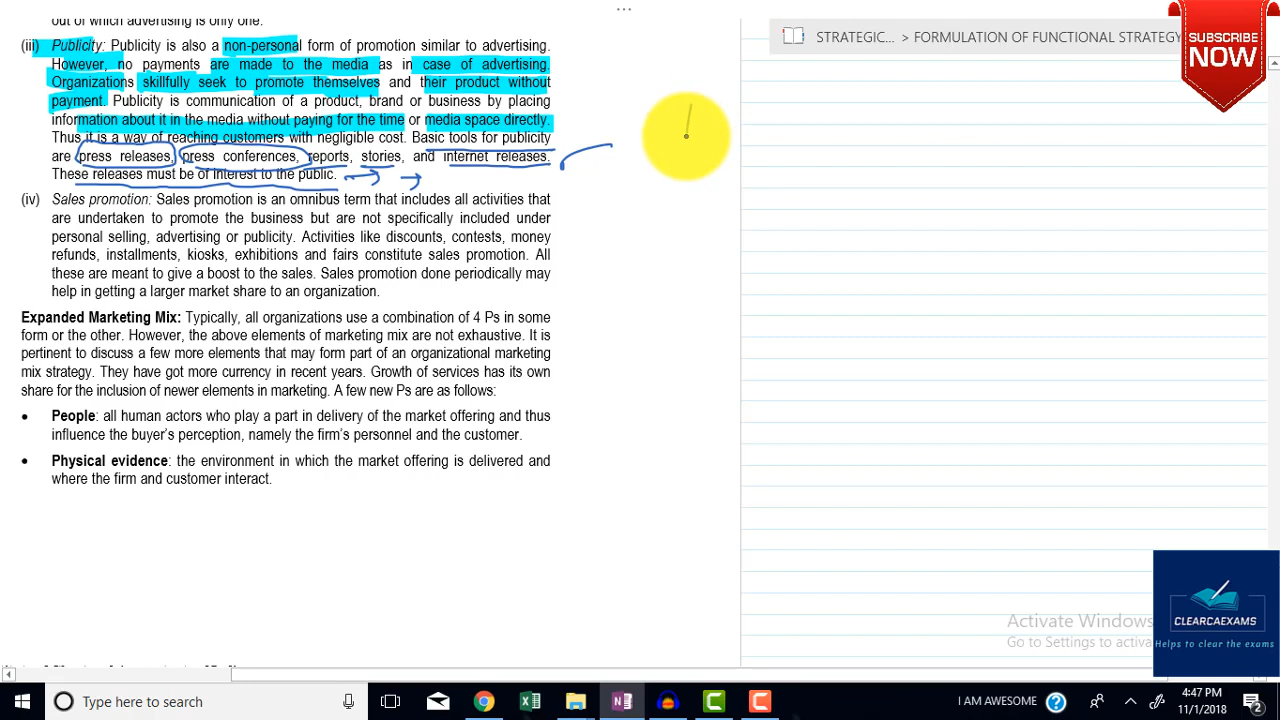 out of which advertising is only one.
(iii) Publicity: Publicity is also a non-personal form of promotion similar to advertising.
However, no payments are made to the media as in case of advertising.
Organizations skillfully seek to promote themselves and their product without
payment. Publicity is communication of a product, brand or business by placing
information about it in the media without paying for the time or media space directly.
Thus it is a way of reaching customers with negligible cost. Basic tools for publicity
are press releases, press conferences, reports, stories, and internet releases.
These releases must be of interest to the public.
(iv) Sales promotion: Sales promotion is an omnibus term that includes all activities that
are undertaken to promote the business but are not specifically included under
personal selling, advertising or publicity. Activities like discounts, contests, money
refunds, installments, kiosks, exhibitions and fairs constitute sales promotion. All
these are meant to give a boost to the sales. Sales promotion done periodically may
help in getting a larger market share to an organization.
Expanded Marketing Mix: Typically, all organizations use a combination of 4 Ps in some
form or the other. However, the above elements of marketing mix are not exhaustive. It is
pertinent to discuss a few more elements that may form part of an organizational marketing
mix strategy. They have got more currency in recent years. Growth of services has its own
share for the inclusion of newer elements in marketing. A few new Ps are as follows:
• People: all human actors who play a part in delivery of the market offering and thus
influence the buyer's perception, namely the firm's personnel and the customer.
• Physical evidence: the environment in which the market offering is delivered and
where the firm and customer interact.
STRATEGIC... > FORMULATION OF FUNCTIONAL STRATEGY
SUBSCRIBE
NOW
Activate Windows
Go to Settings to activa
CLEARCAEXAMS
Helps to clear the exams
Type here to search
I AM AWESOME
4:47 PM
11/1/2018
2